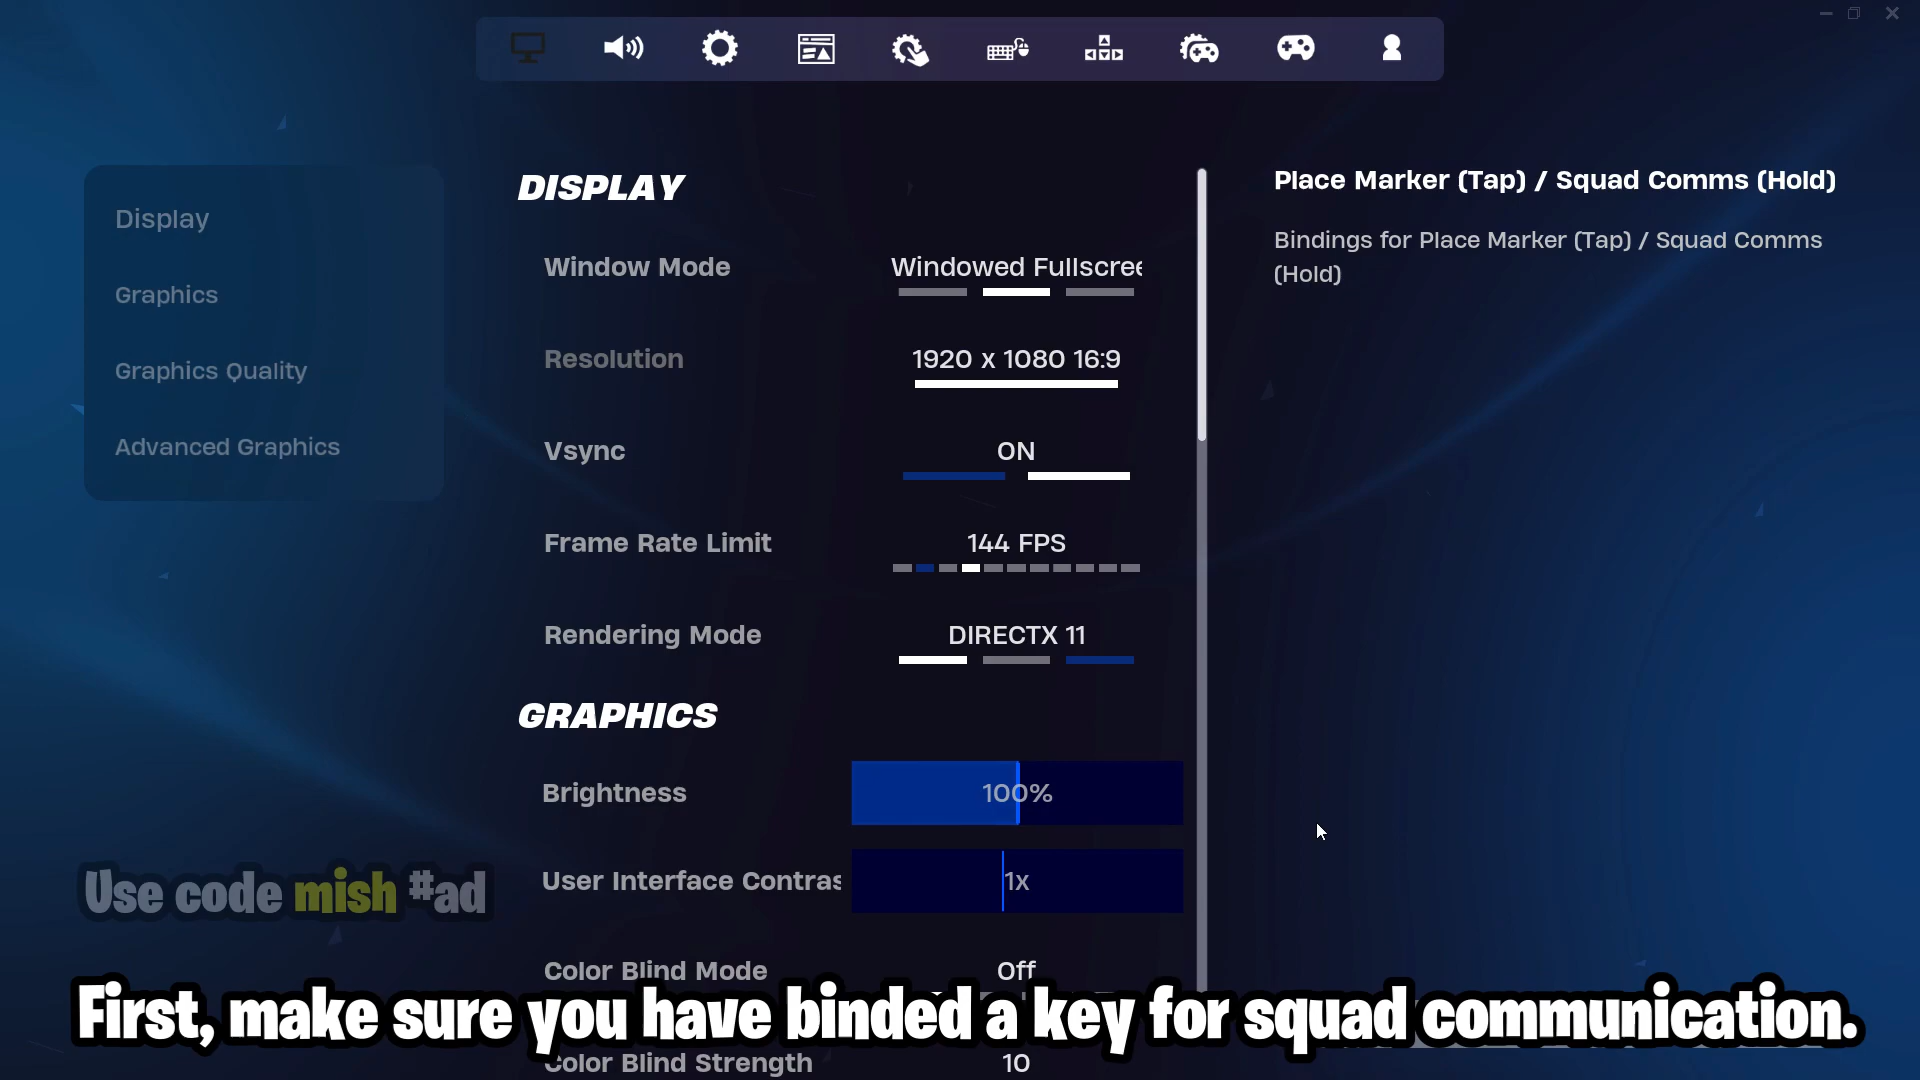 Display
Graphics
Graphics Quality
Advanced Graphics
DISPLAY
Window Mode
Windowed Fullscree
Resolution
1920 x 1080 16:9
Vsync
ON
Frame Rate Limit
144 FPS
Rendering Mode
DIRECTX 11
GRAPHICS
Brightness
100%
User Interface Contras
1x
Color Blind Mode
Off
Color Blind Strength
10
Place Marker (Tap) / Squad Comms (Hold)
Bindings for Place Marker (Tap) / Squad Comms
(Hold)
Use code mish #ad
First, make sure you have binded a key for squad communication.